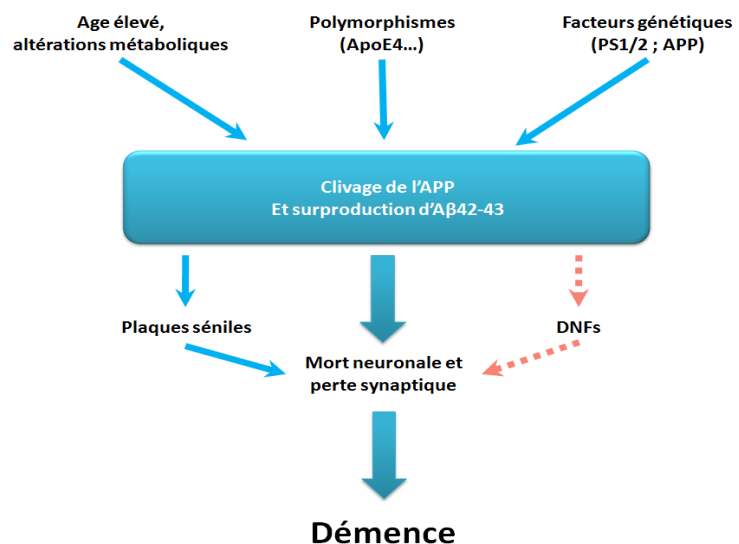 Age élevé,
altérations métaboliques
Polymorphismes
(ApoE4…)
Facteurs génétiques
(PS1/2 ; APP)
Clivage de l'APP
Et surproduction d'Aβ42-43
Plaques séniles
DNFs
Mort neuronale et
perte synaptique
Démence